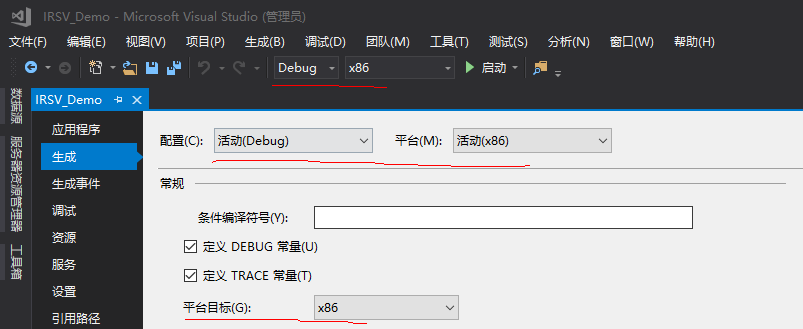 IRSV_Demo - Microsoft Visual Studio (管理员)
文件(F) 编辑(E) 视图(V) 项目(P) 生成(B) 调试(D) 团队(M) 工具(T) 测试(S) 分析(N) 窗口(W) 帮助(H)
Debug x86 启动
数据源
服务器资源管理器
工具箱
IRSV_Demo
应用程序
生成
生成事件
调试
资源
服务
设置
引用路径
配置(C): 活动(Debug) 平台(M): 活动(x86)
常规
条件编译符号(Y):
定义 DEBUG 常量(U)
定义 TRACE 常量(T)
平台目标(G): x86